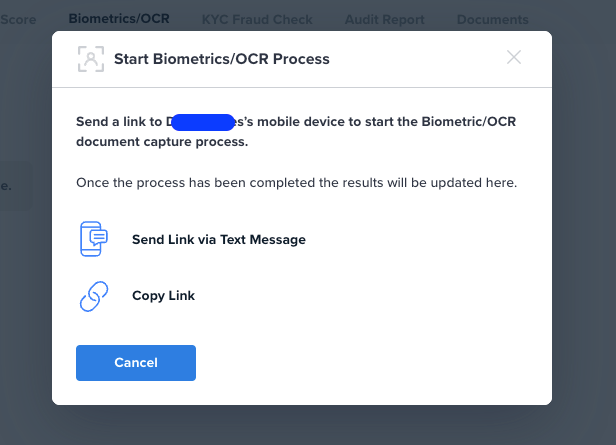 Score Biometrics/OCR KYC Fraud Check Audit Report Documents
Start Biometrics/OCR Process
Send a link to s's mobile device to start the Biometric/OCR
document capture process.
Once the process has been completed the results will be updated here.
e.
Send Link via Text Message
Copy Link
Cancel